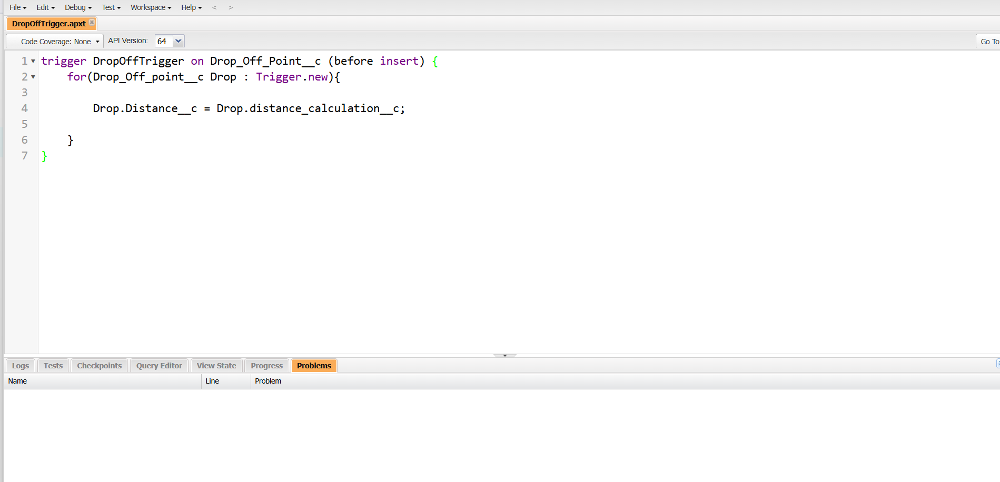 File Edit Debug Test Workspace Help < >
DropOffTrigger.apxt
Code Coverage: None API Version: 64 Go To
1 trigger DropOffTrigger on Drop_Off_Point__c (before insert) {
2 for(Drop_Off_point__c Drop : Trigger.new){
3
4 Drop.Distance__c = Drop.distance_calculation__c;
5
6 }
7 }
Logs Tests Checkpoints Query Editor View State Progress Problems
Name Line Problem